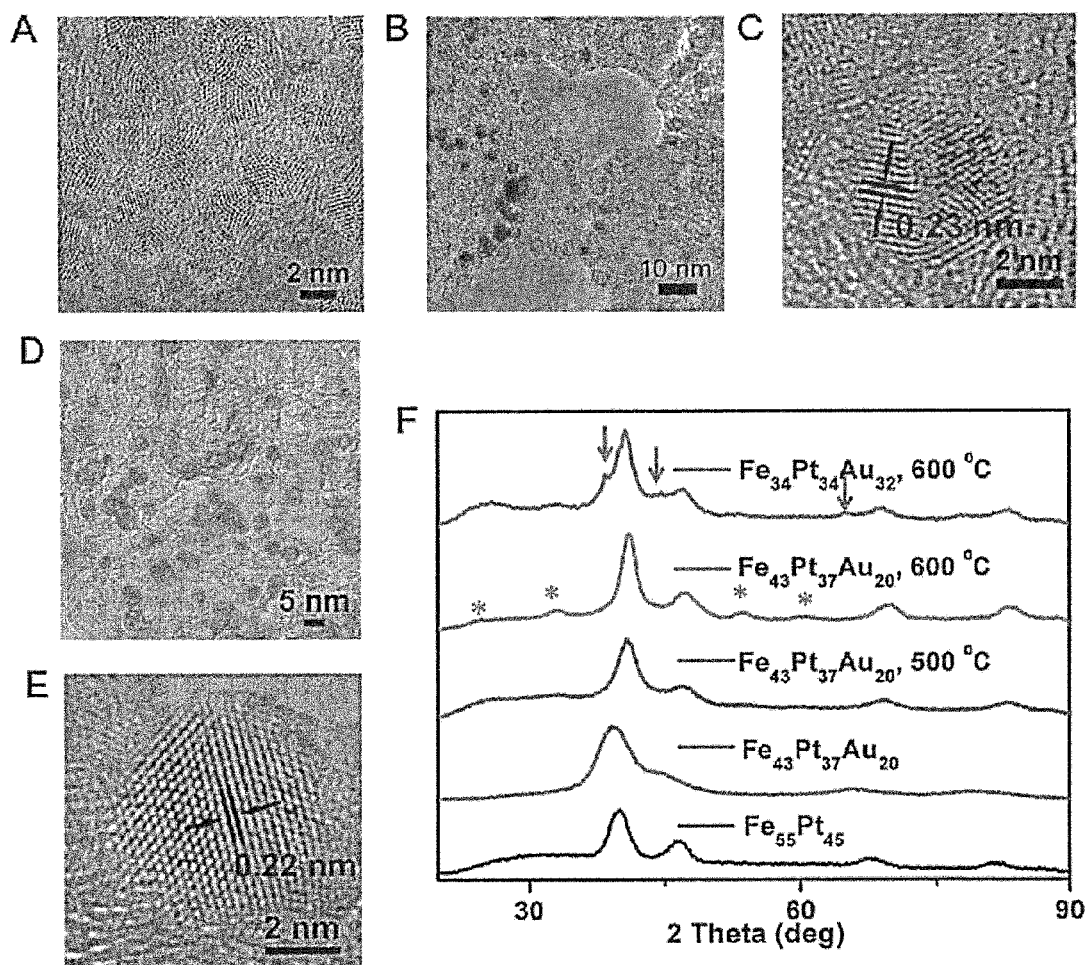 A
2 nm
B
10 nm
C
0.23 nm
2 nm
D
5 nm
E
0.22 nm
2 nm
F
Fe34Pt34Au32, 600 °C
Fe43Pt37Au20, 600 °C
* * * *
Fe43Pt37Au20, 500 °C
Fe43Pt37Au20
Fe55Pt45
30 60 90
2 Theta (deg)